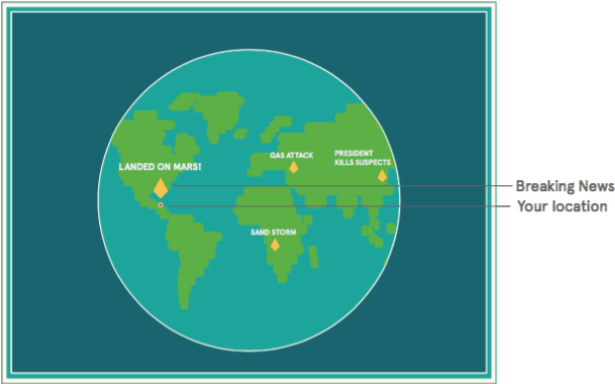 LANDED ON MARS!
GAS ATTACK
PRESIDENT
KILLS SUSPECTS
Breaking News
Your location
SAND STORM